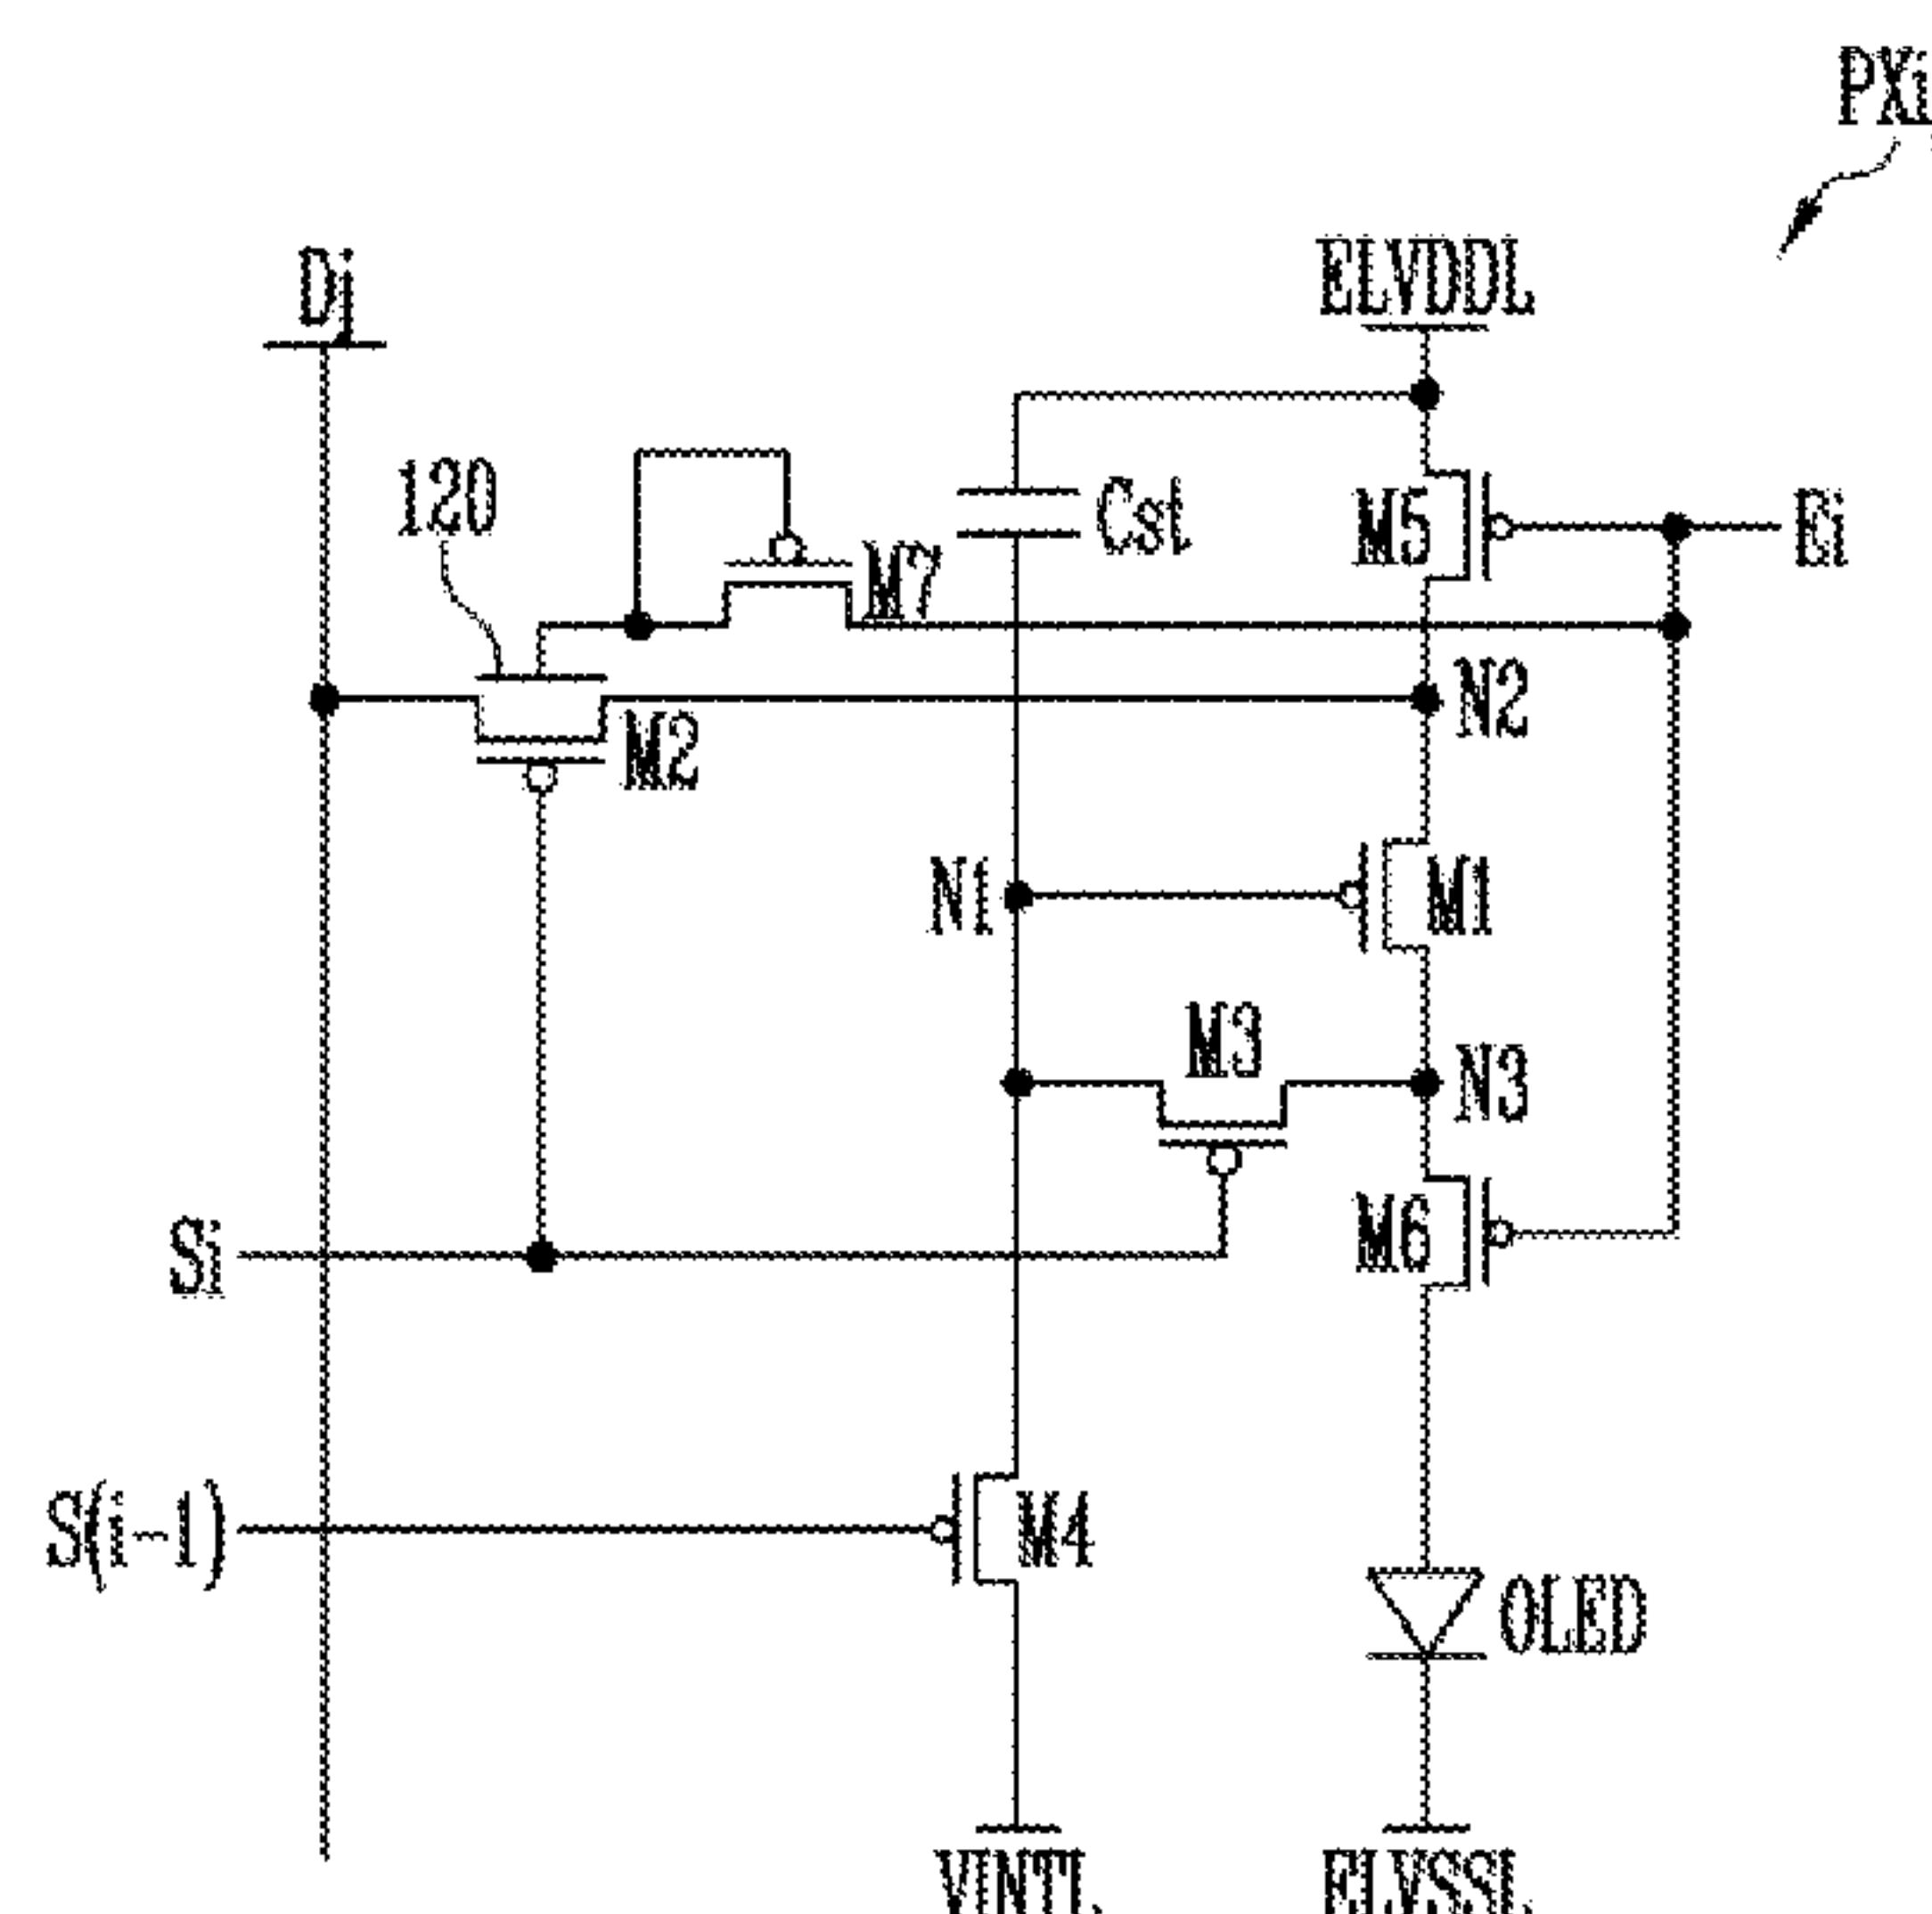 PXi
Dj
ELVDDL
120
Cst
M5
Ei
M7
N2
M2
N1
M1
M3
N3
Si
M6
S(i-1)
M4
OLED
VINTL
ELVSSL